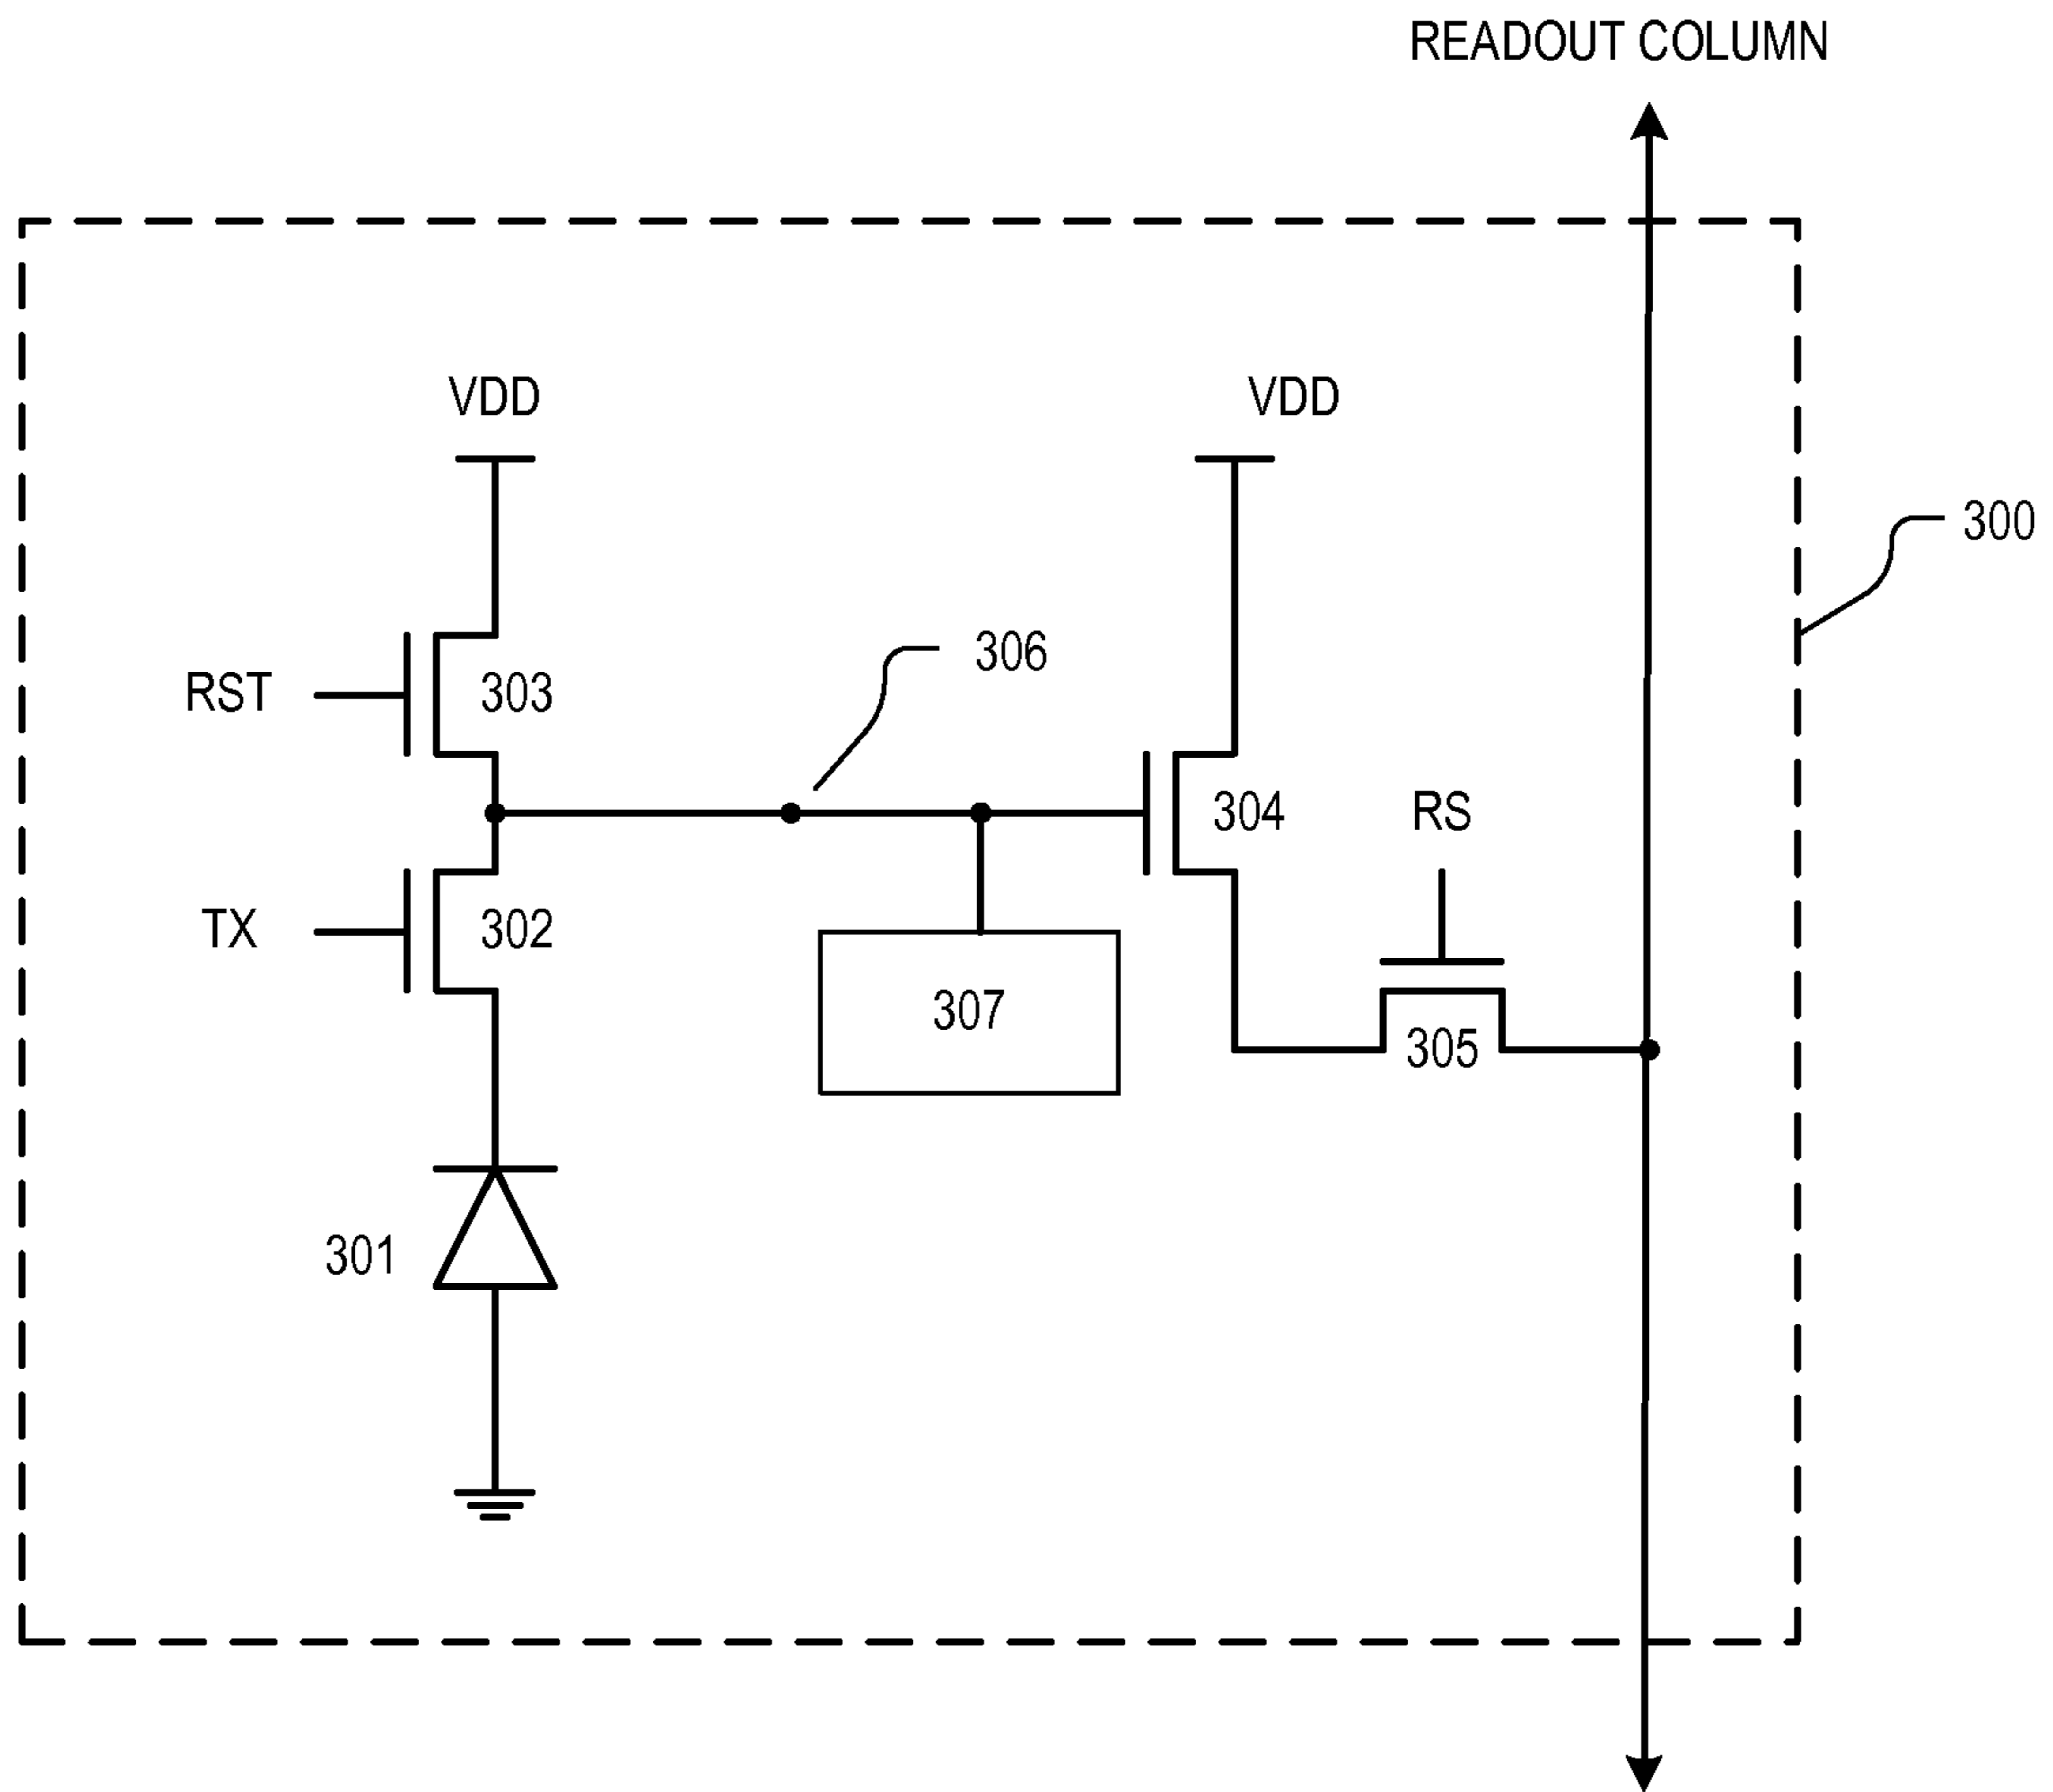 READOUT COLUMN
VDD
VDD
300
306
RST
303
304
RS
TX
302
307
305
301